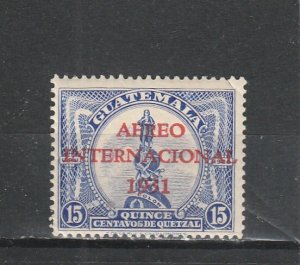 GUATEMALA
AEREO
INTERNACIONAL
1931
15 QUINCE 15
CENTAVOS DE QUETZAL